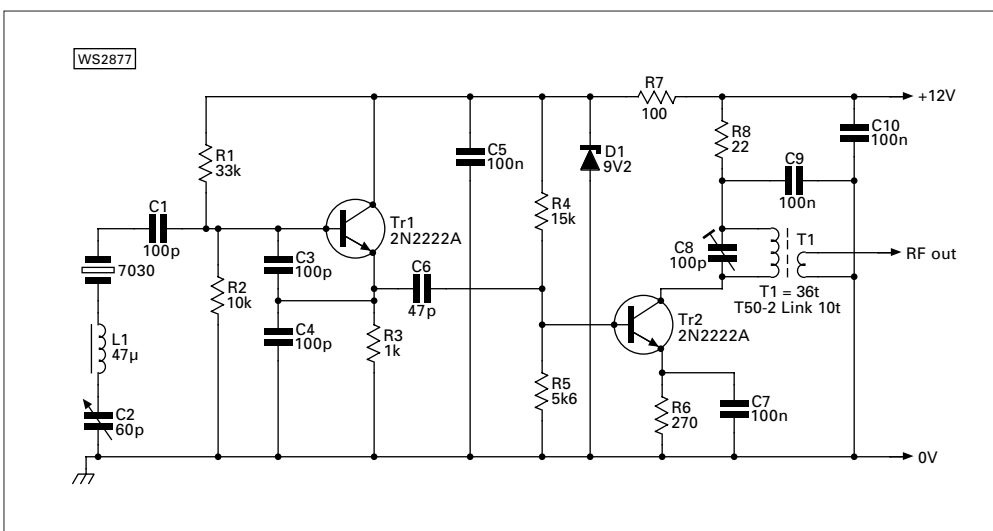 WS2877
R7
100
+12V
R8
22
C10
100n
R1
33k
C5
100n
D1
9V2
C9
100n
R4
15k
C1
100p
Tr1
2N2222A
C8
100p
T1
RF out
7030
C3
100p
C6
47p
R2
10k
T1 = 36t
T50-2 Link 10t
Tr2
2N2222A
L1
47µ
C4
100p
R3
1k
R5
5k6
C7
100n
R6
270
C2
60p
0V